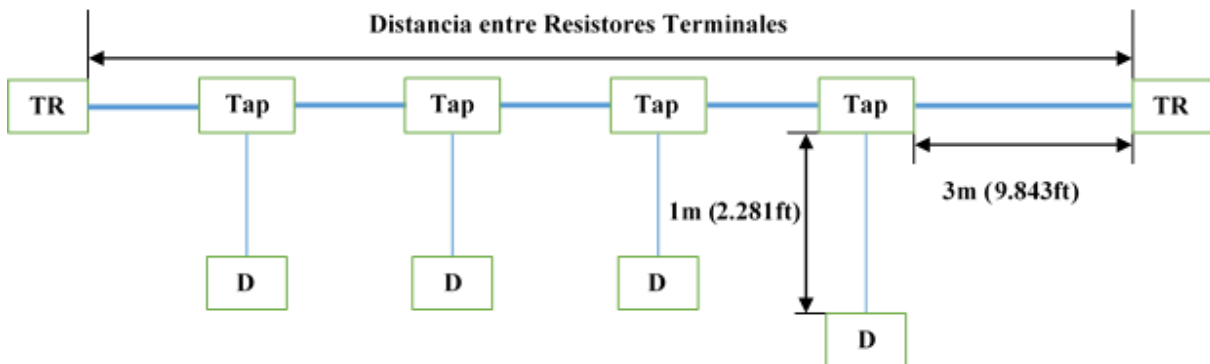 Distancia entre Resistores Terminales
TR
Tap
Tap
Tap
Tap
TR
1m (2.281ft)
3m (9.843ft)
D
D
D
D